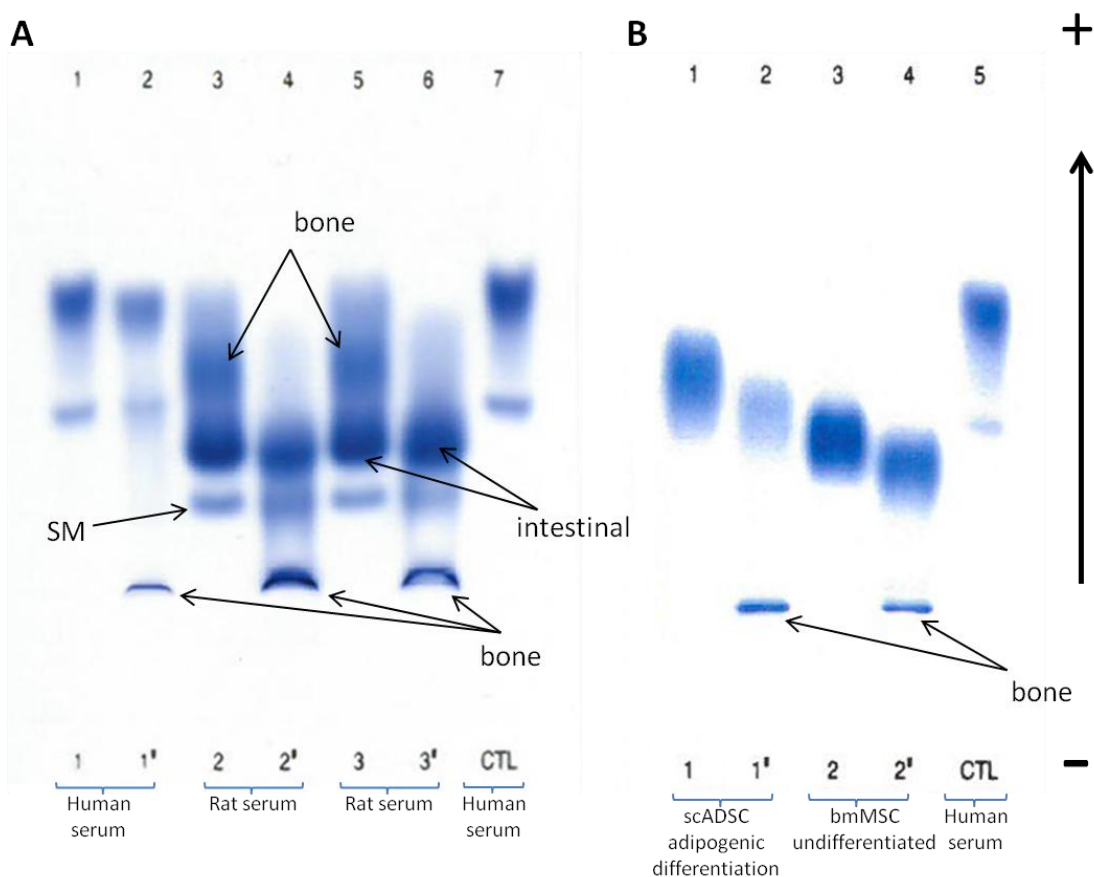 A
B
+
1 2 3 4 5 6 7
1 2 3 4 5
bone
SM
intestinal
bone
bone
1 1" 2 2" 3 3" CTL
1 1" 2 2" CTL
-
Human
serum
Rat serum
Rat serum
Human
serum
scADSC
adipogenic
differentiation
bmMSC
undifferentiated
Human
serum